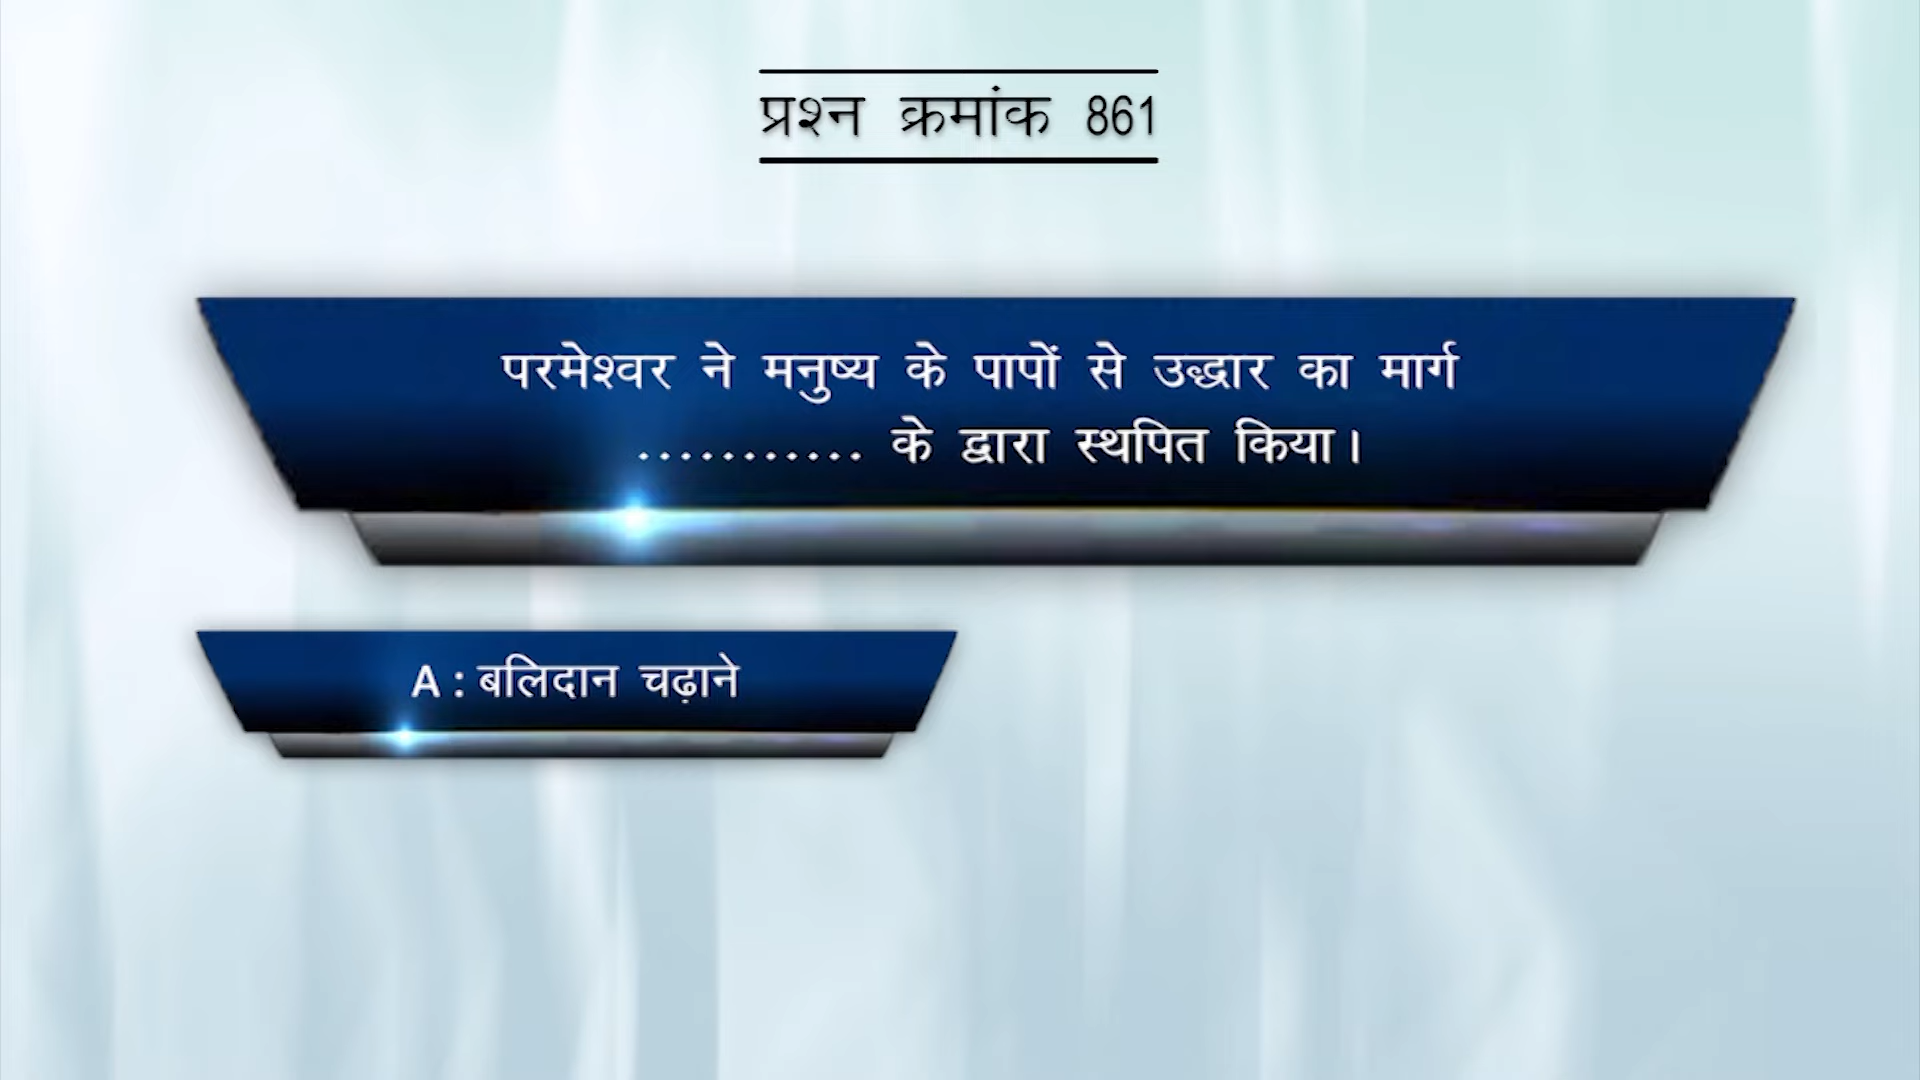 प्रश्न क्रमांक 861
परमेश्वर ने मनुष्य के पापों से उद्धार का मार्ग
........... के द्वारा स्थपित किया।
A : बलिदान चढ़ाने